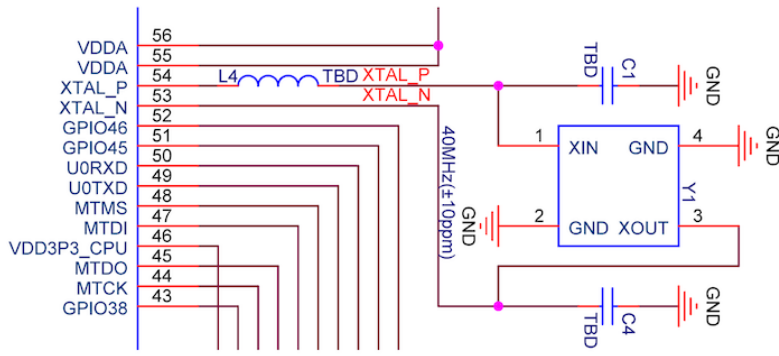 VDDA 56
VDDA 55
XTAL_P 54 L4 TBD XTAL_P
XTAL_N 53 XTAL_N
GPIO46 52
GPIO45 51
U0RXD 50
U0TXD 49
MTMS 48
MTDI 47
VDD3P3_CPU 46
MTDO 45
MTCK 44
GPIO38 43
40MHz(±10ppm)
TBD C1 GND
1 XIN GND 4 GND
Y1
GND 2 GND XOUT 3
TBD C4 GND